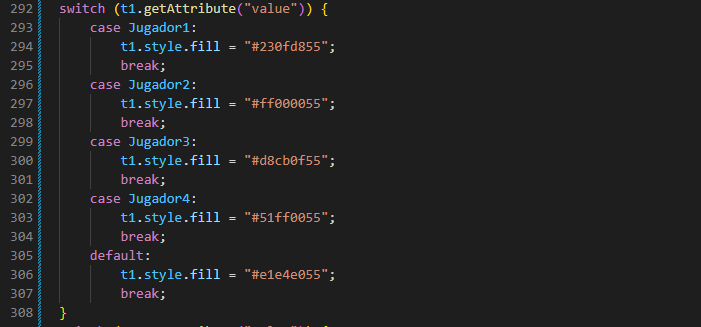 292 switch (t1.getAttribute("value")) {
293 case Jugador1:
294 t1.style.fill = "#230fd855";
295 break;
296 case Jugador2:
297 t1.style.fill = "#ff000055";
298 break;
299 case Jugador3:
300 t1.style.fill = "#d8cb0f55";
301 break;
302 case Jugador4:
303 t1.style.fill = "#51ff0055";
304 break;
305 default:
306 t1.style.fill = "#e1e4e055";
307 break;
308 }